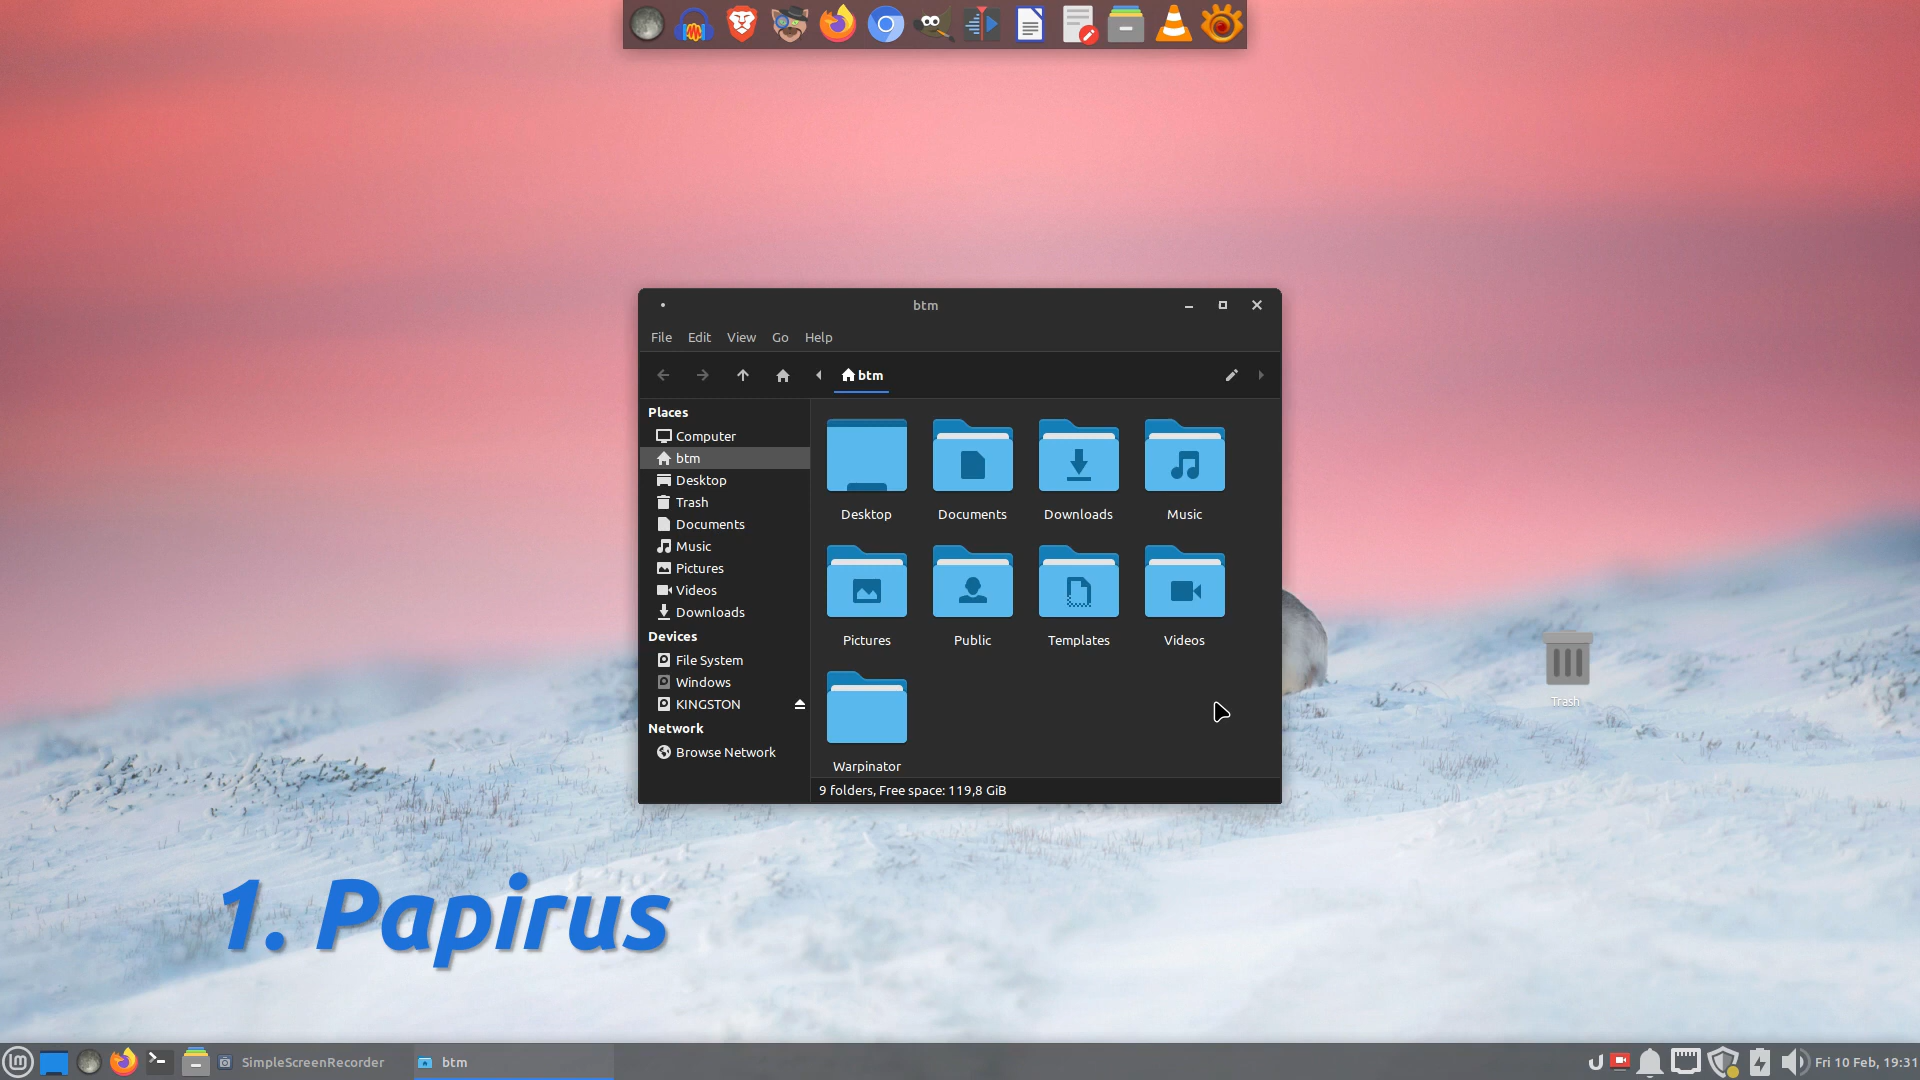 btm
File Edit View Go Help
btm
Places
Computer
btm
Desktop
Trash
Documents
Music
Pictures
Videos
Downloads
Devices
File System
Windows
KINGSTON
Network
Browse Network
Desktop Documents Downloads Music
Pictures Public Templates Videos
Warpinator
9 folders, Free space: 119,8 GiB
Trash
1. Papirus
SimpleScreenRecorder
btm
Fri 10 Feb, 19:31